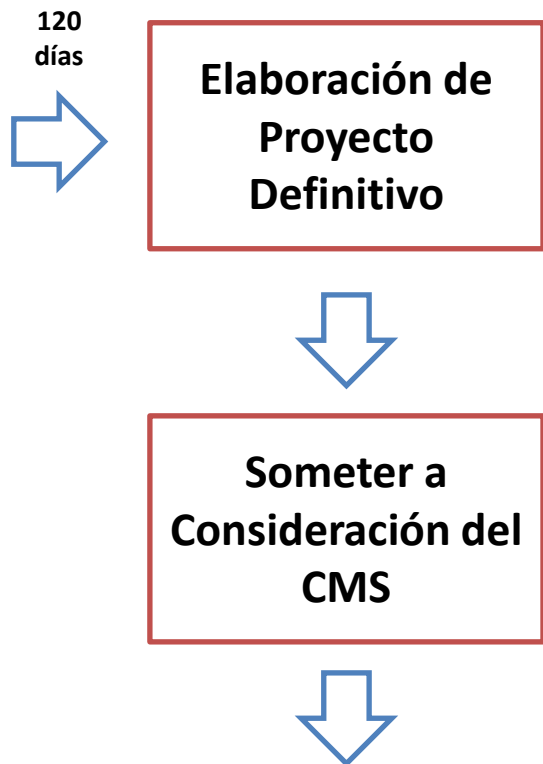 120
días
Elaboración de
Proyecto
Definitivo
Someter a
Consideración del
CMS